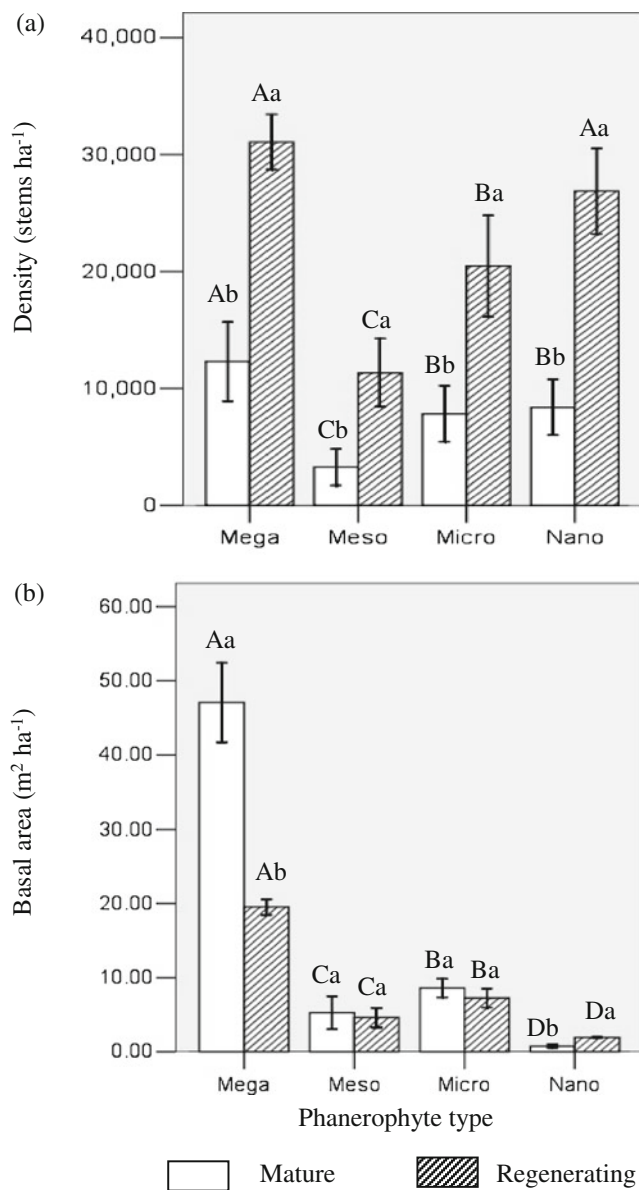 (a)
Density (stems ha-1)
40,000
30,000
20,000
10,000
0
Aa
Ab
Ca
Cb
Ba
Bb
Aa
Bb
Mega Meso Micro Nano
(b)
Basal area (m2 ha-1)
60.00
50.00
40.00
30.00
20.00
10.00
0.00
Aa
Ab
Ca Ca
Ba Ba
Db Da
Mega Meso Micro Nano
Phanerophyte type
Mature Regenerating